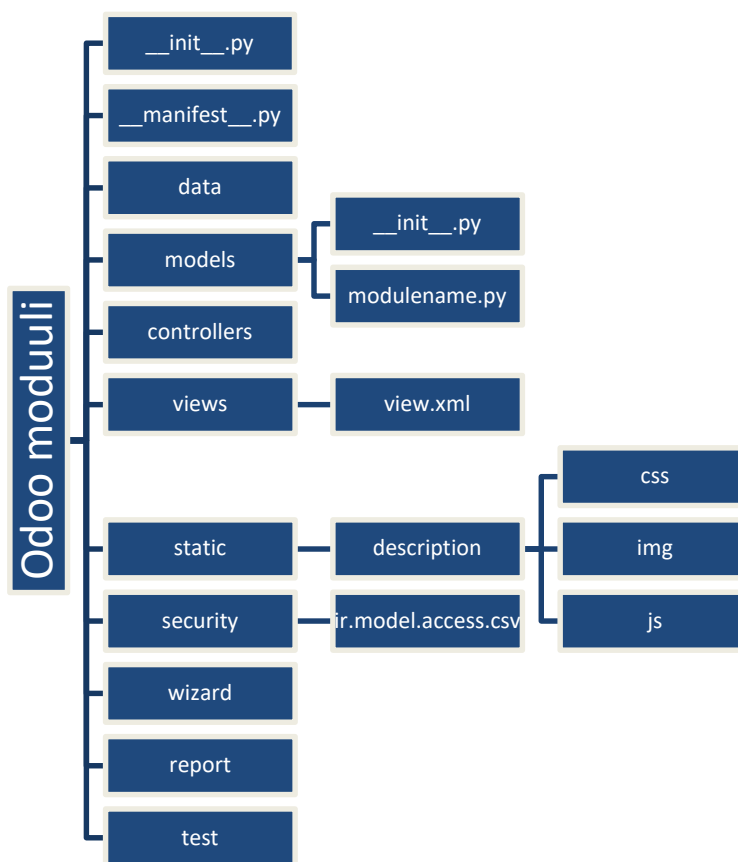 Odoo moduuli
__init__.py
__manifest__.py
data
models
__init__.py
modulename.py
controllers
views
view.xml
static
description
css
img
js
security
ir.model.access.csv
wizard
report
test